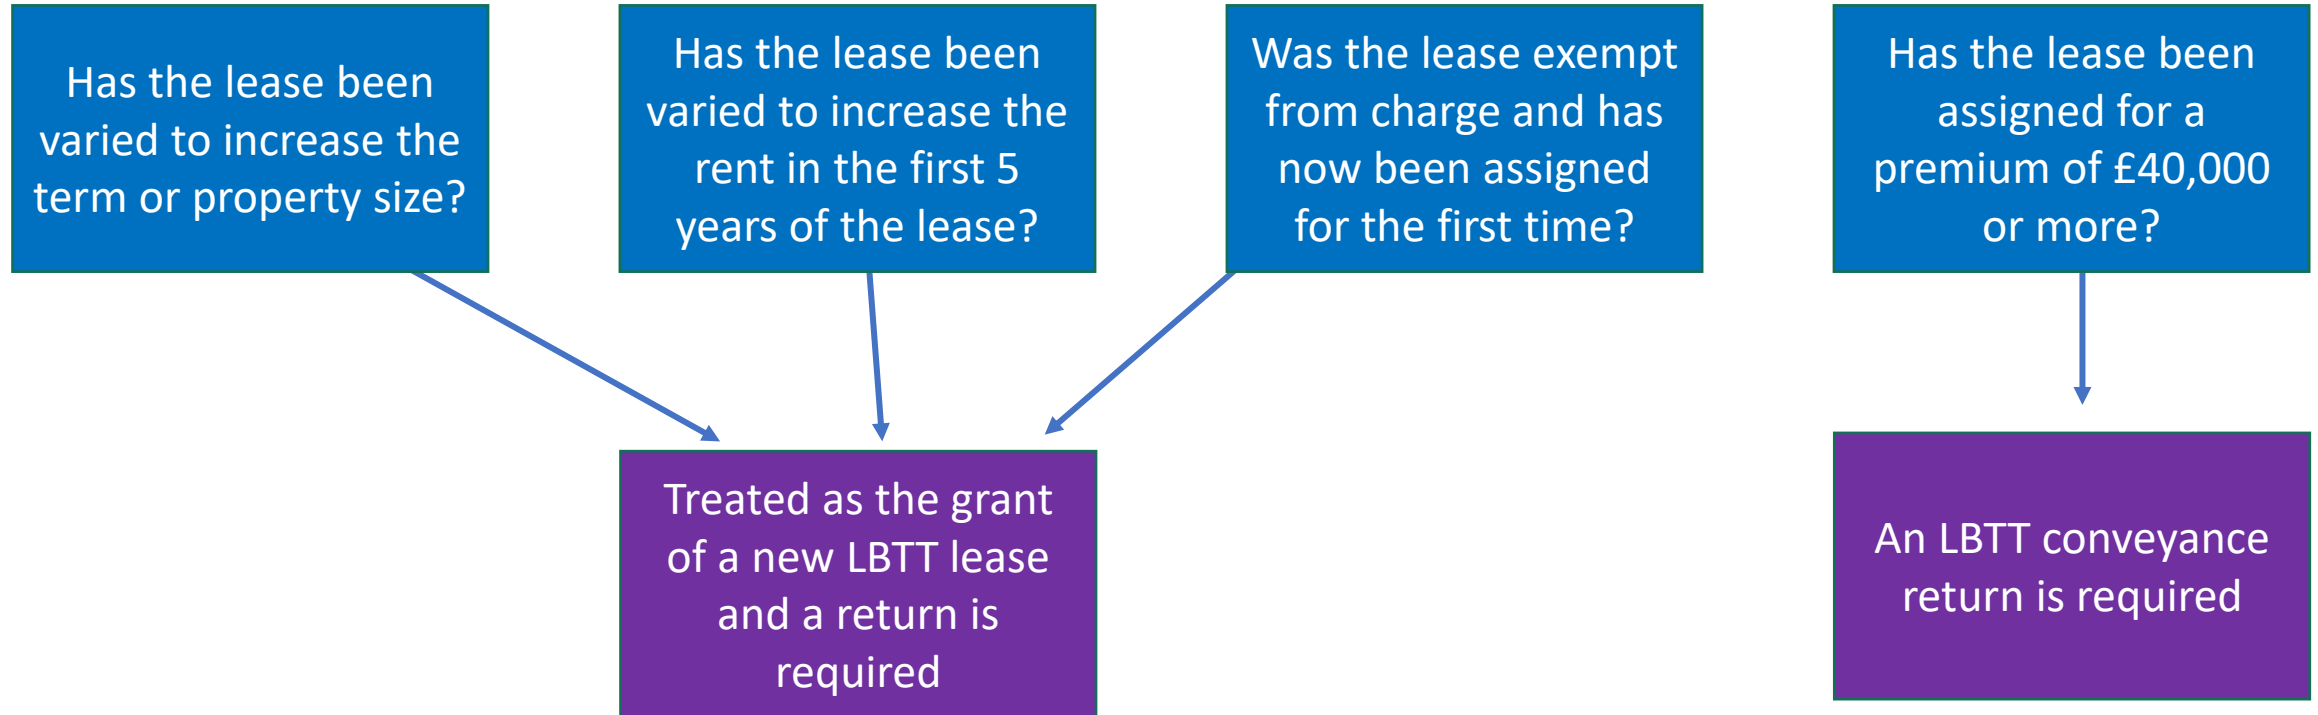 Has the lease been
varied to increase the
term or property size?
Has the lease been
varied to increase the
rent in the first 5
years of the lease?
Was the lease exempt
from charge and has
now been assigned
for the first time?
Has the lease been
assigned for a
premium of £40,000
or more?
Treated as the grant
of a new LBTT lease
and a return is
required
An LBTT conveyance
return is required